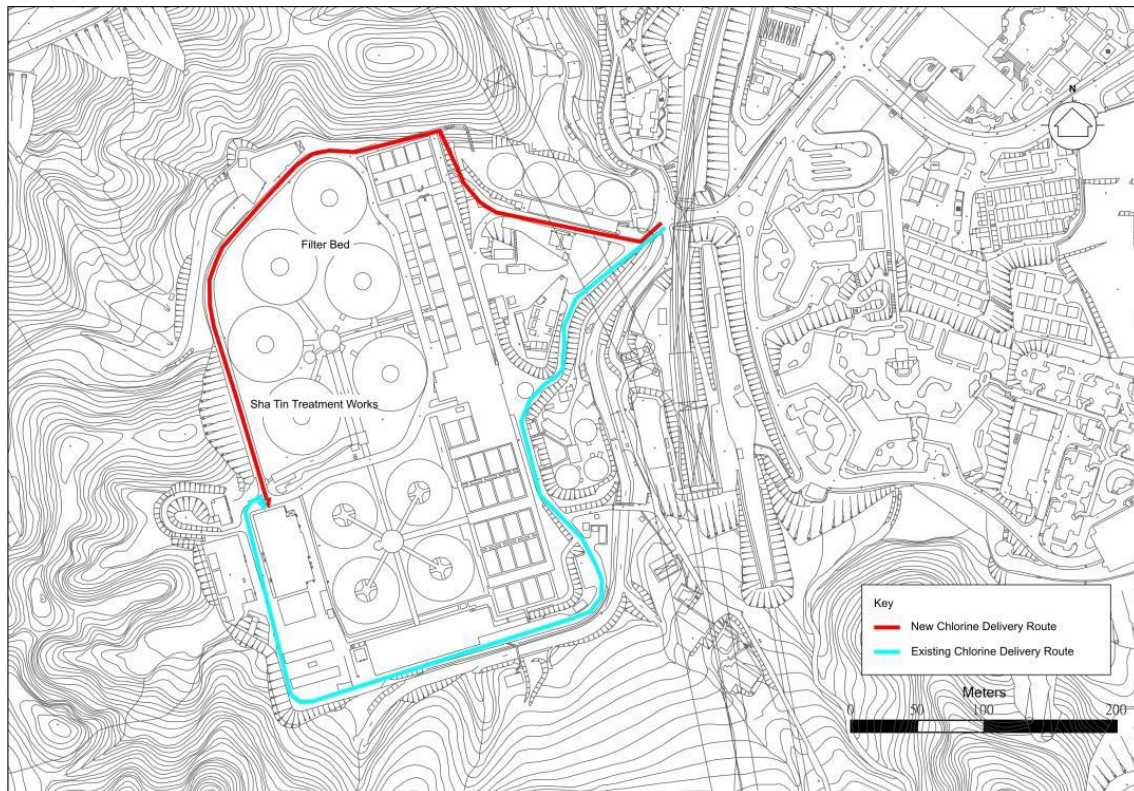 N
Filter Bed
Sha Tin Treatment Works
Key
New Chlorine Delivery Route
Existing Chlorine Delivery Route
Meters
0 50 100 200